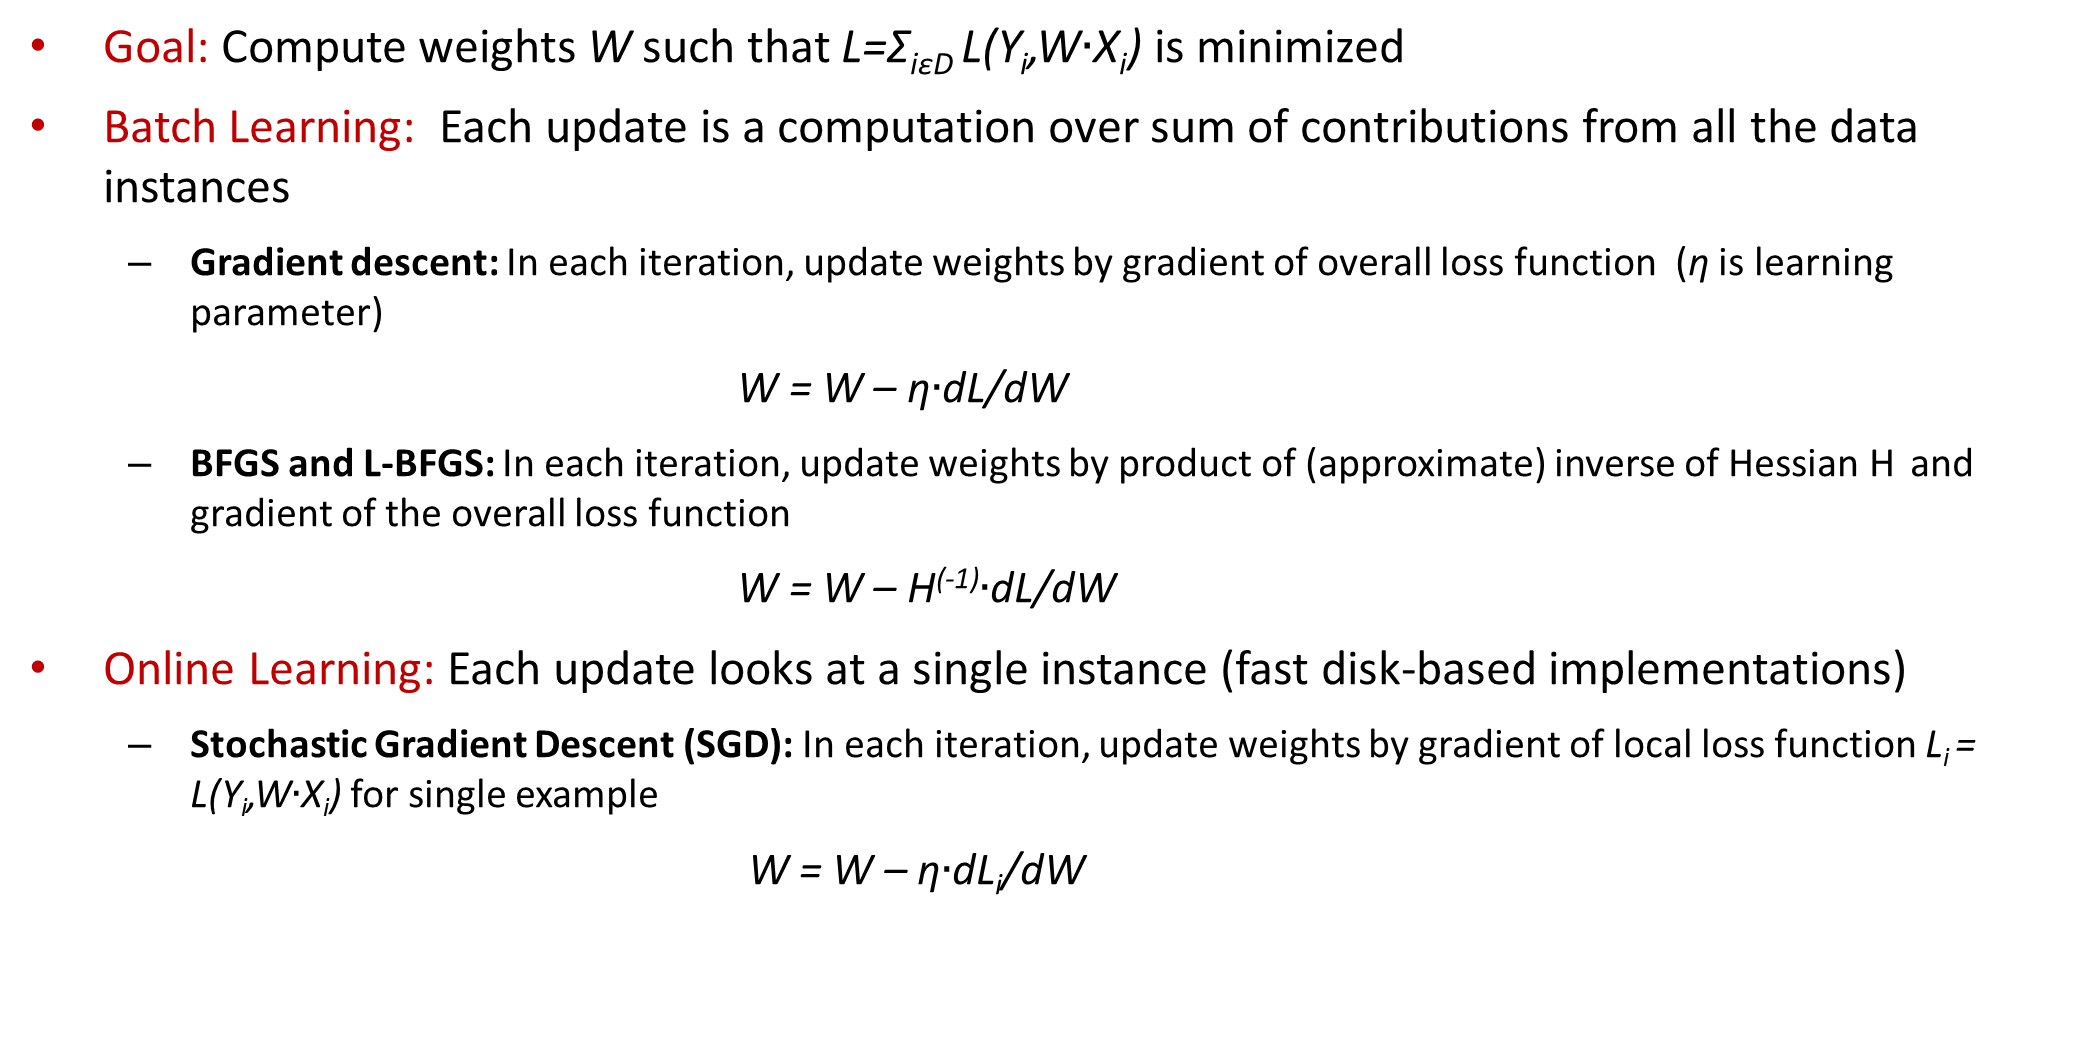 • Goal: Compute weights W such that L=Σ_{iεD} L(Y_i,W·X_i) is minimized
• Batch Learning: Each update is a computation over sum of contributions from all the data
instances
– Gradient descent: In each iteration, update weights by gradient of overall loss function (η is learning
parameter)
W = W – η·dL/dW
– BFGS and L-BFGS: In each iteration, update weights by product of (approximate) inverse of Hessian H and
gradient of the overall loss function
W = W – H^{(-1)}·dL/dW
• Online Learning: Each update looks at a single instance (fast disk-based implementations)
– Stochastic Gradient Descent (SGD): In each iteration, update weights by gradient of local loss function L_i =
L(Y_i,W·X_i) for single example
W = W – η·dL_i/dW